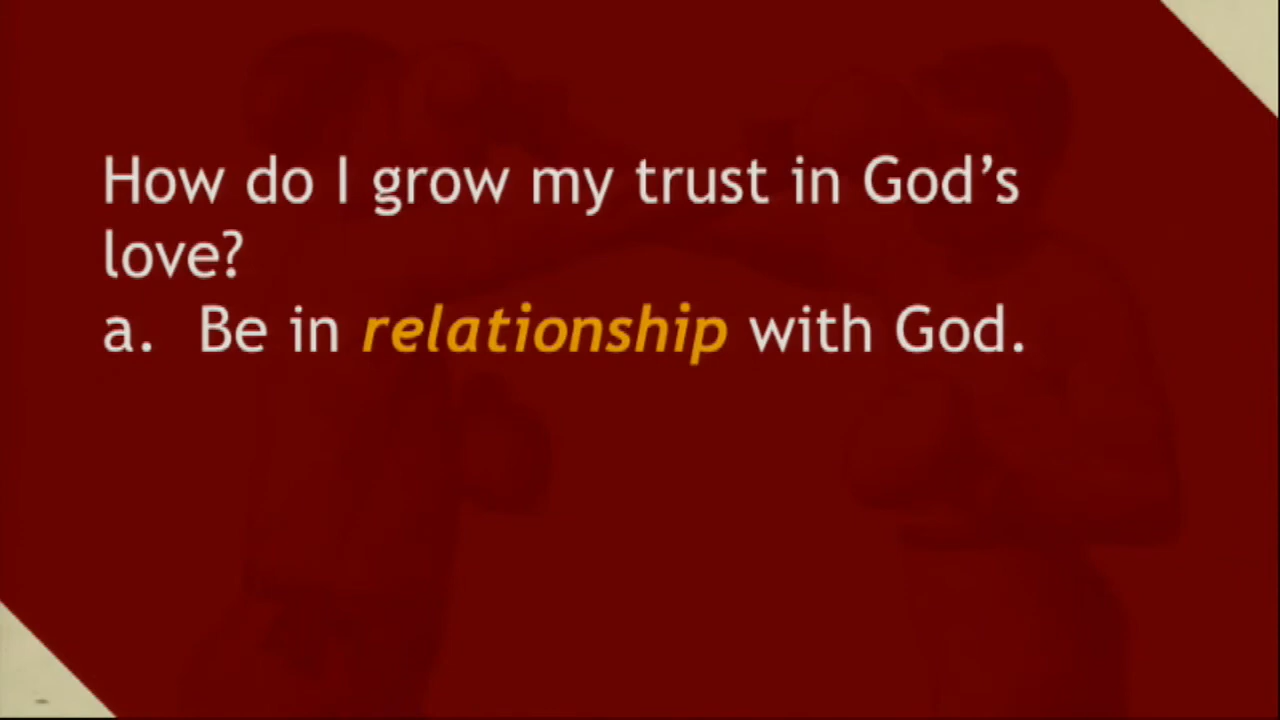 How do I grow my trust in God’s
love?
a. Be in relationship with God.